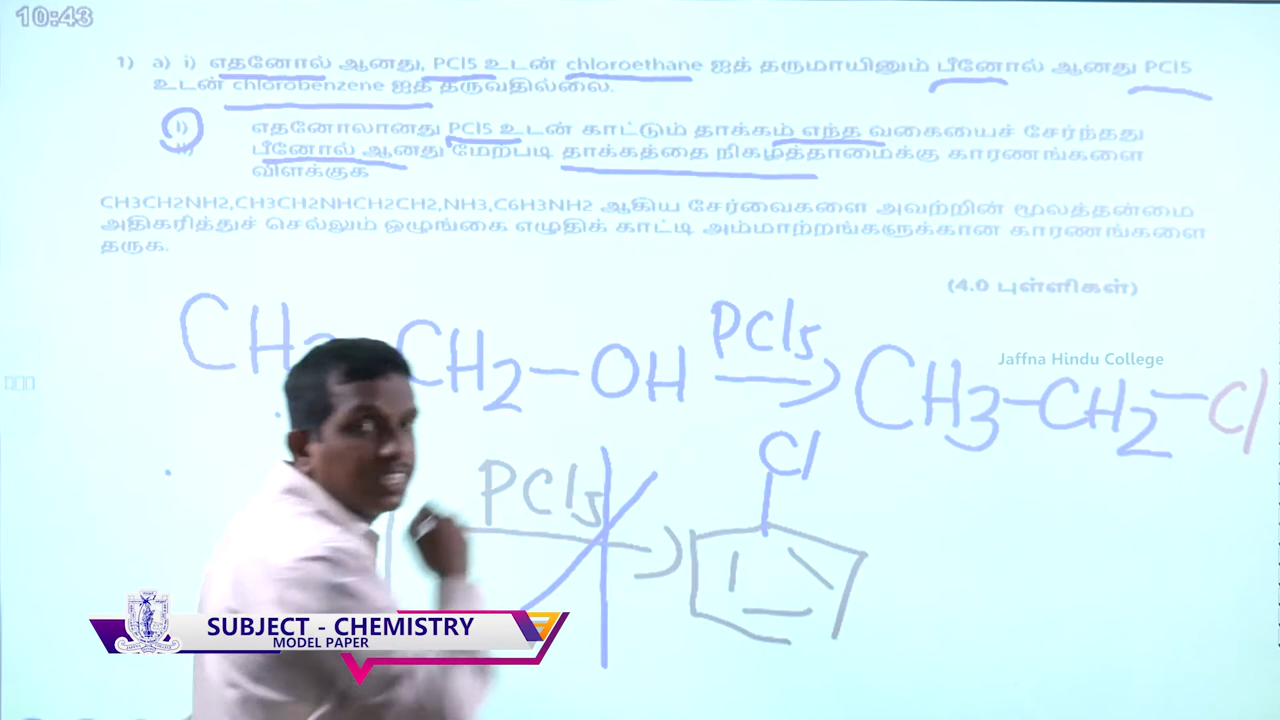 10:43
1) a) i) எதனோல் ஆனது, PCl5 உடன் chloroethane ஐத் தருமாயினும் பீனோல் ஆனது PCl5
உடன் chlorobenzene ஐத் தருவதில்லை.
i) எதனோலானது PCl5 உடன் காட்டும் தாக்கம் எந்த வகையைச் சேர்ந்தது
பீனோல் ஆனது மேற்படி தாக்கத்தை நிகழ்த்தாமைக்கு காரணங்களை
விளக்குக
CH3CH2NH2,CH3CH2NHCH2CH2,NH3,C6H3NH2 ஆகிய சேர்வைகளை அவற்றின் மூலத்தன்மை
அதிகரித்துச் செல்லும் ஒழுங்கை எழுதிக் காட்டி அம்மாற்றங்களுக்கான காரணங்களை
தருக.
(4.0 புள்ளிகள்)
Jaffna Hindu College
CH3 CH2-OH PCl5 CH3-CH2-Cl
PCl5 Cl
SUBJECT - CHEMISTRY
MODEL PAPER